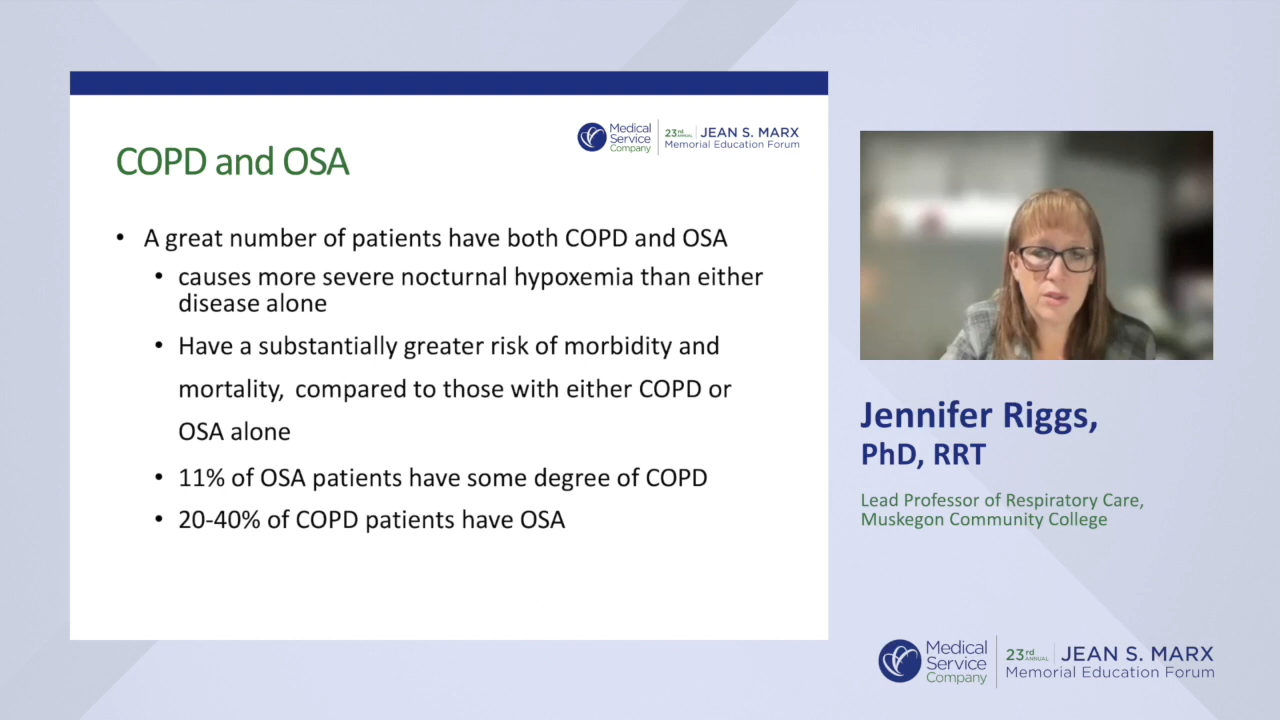 Medical
Service
Company
23rd
ANNUAL
JEAN S. MARX
Memorial Education Forum
COPD and OSA
• A great number of patients have both COPD and OSA
• causes more severe nocturnal hypoxemia than either
disease alone
• Have a substantially greater risk of morbidity and
mortality, compared to those with either COPD or
OSA alone
• 11% of OSA patients have some degree of COPD
• 20-40% of COPD patients have OSA
Jennifer Riggs,
PhD, RRT
Lead Professor of Respiratory Care,
Muskegon Community College
Medical
Service
Company
23rd
ANNUAL
JEAN S. MARX
Memorial Education Forum